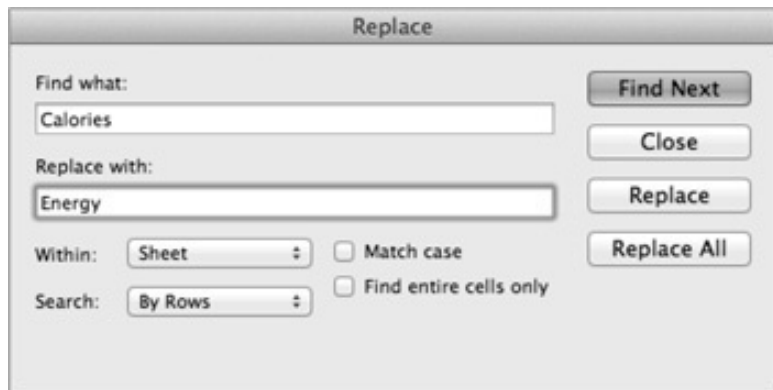 Replace
Find what:
Calories
Find Next
Close
Replace with:
Energy
Replace
Within: Sheet
Match case
Replace All
Find entire cells only
Search: By Rows